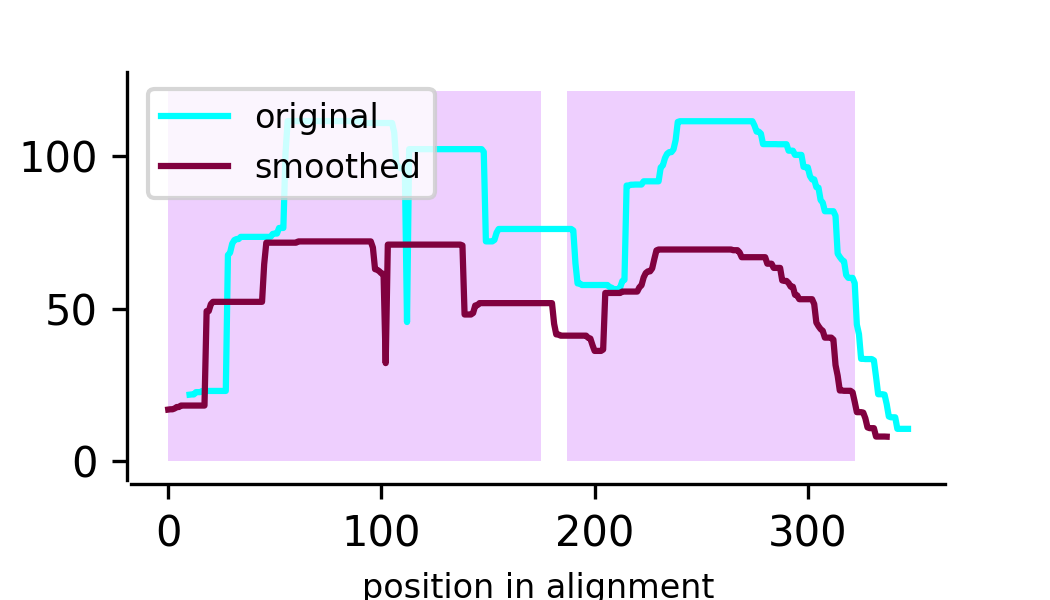 original
smoothed
100
50
0
0 100 200 300
position in alignment